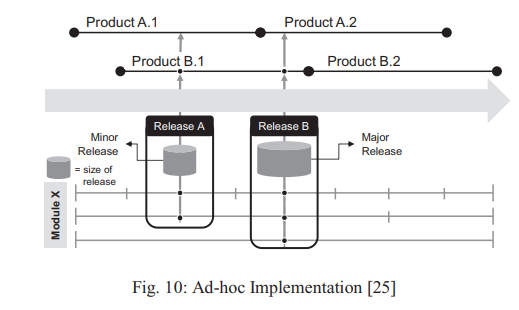 Product A.1
Product A.2
Product B.1
Product B.2
Release A
Release B
Minor
Release
Major
Release
= size of
release
Module X
Fig. 10: Ad-hoc Implementation [25]